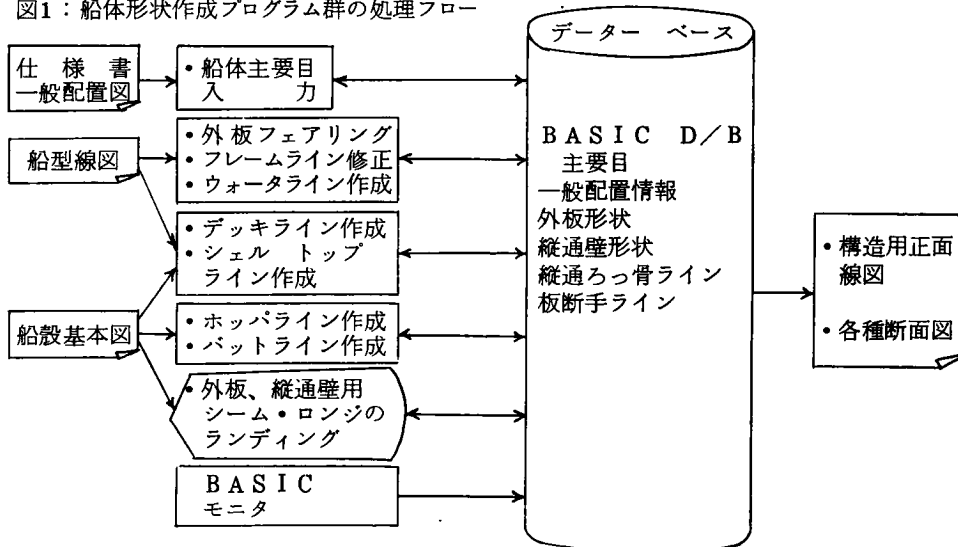 図1：船体形状作成プログラム群の処理フロー
仕様書
一般配置図
・船体主要目
入力
船型線図
・外板フェアリング
・フレームライン修正
・ウォータライン作成
・デッキライン作成
・シェル トップ
ライン作成
船殻基本図
・ホッパライン作成
・バットライン作成
・外板、縦通壁用
シーム・ロンジの
ランディング
BASIC
モニタ
データー ベース
BASIC D/B
主要目
一般配置情報
外板形状
縦通壁形状
縦通ろっ骨ライン
板断手ライン
・構造用正面
線図
・各種断面図